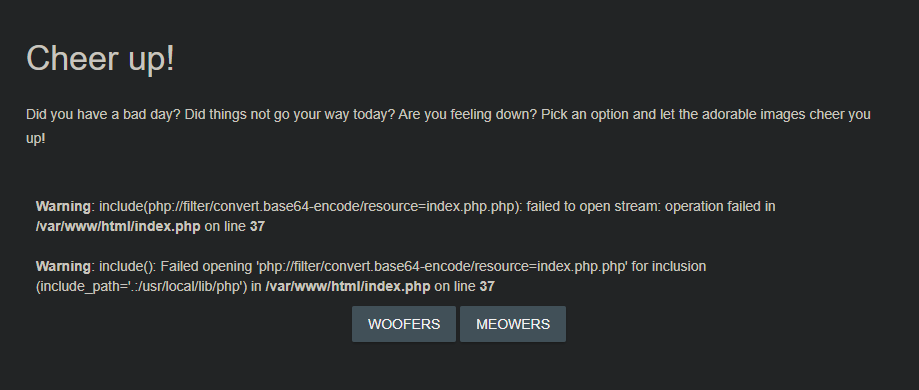 Cheer up!
Did you have a bad day? Did things not go your way today? Are you feeling down? Pick an option and let the adorable images cheer you
up!
Warning: include(php://filter/convert.base64-encode/resource=index.php.php): failed to open stream: operation failed in
/var/www/html/index.php on line 37
Warning: include(): Failed opening 'php://filter/convert.base64-encode/resource=index.php.php' for inclusion
(include_path='.:/usr/local/lib/php') in /var/www/html/index.php on line 37
WOOFERS MEOWERS